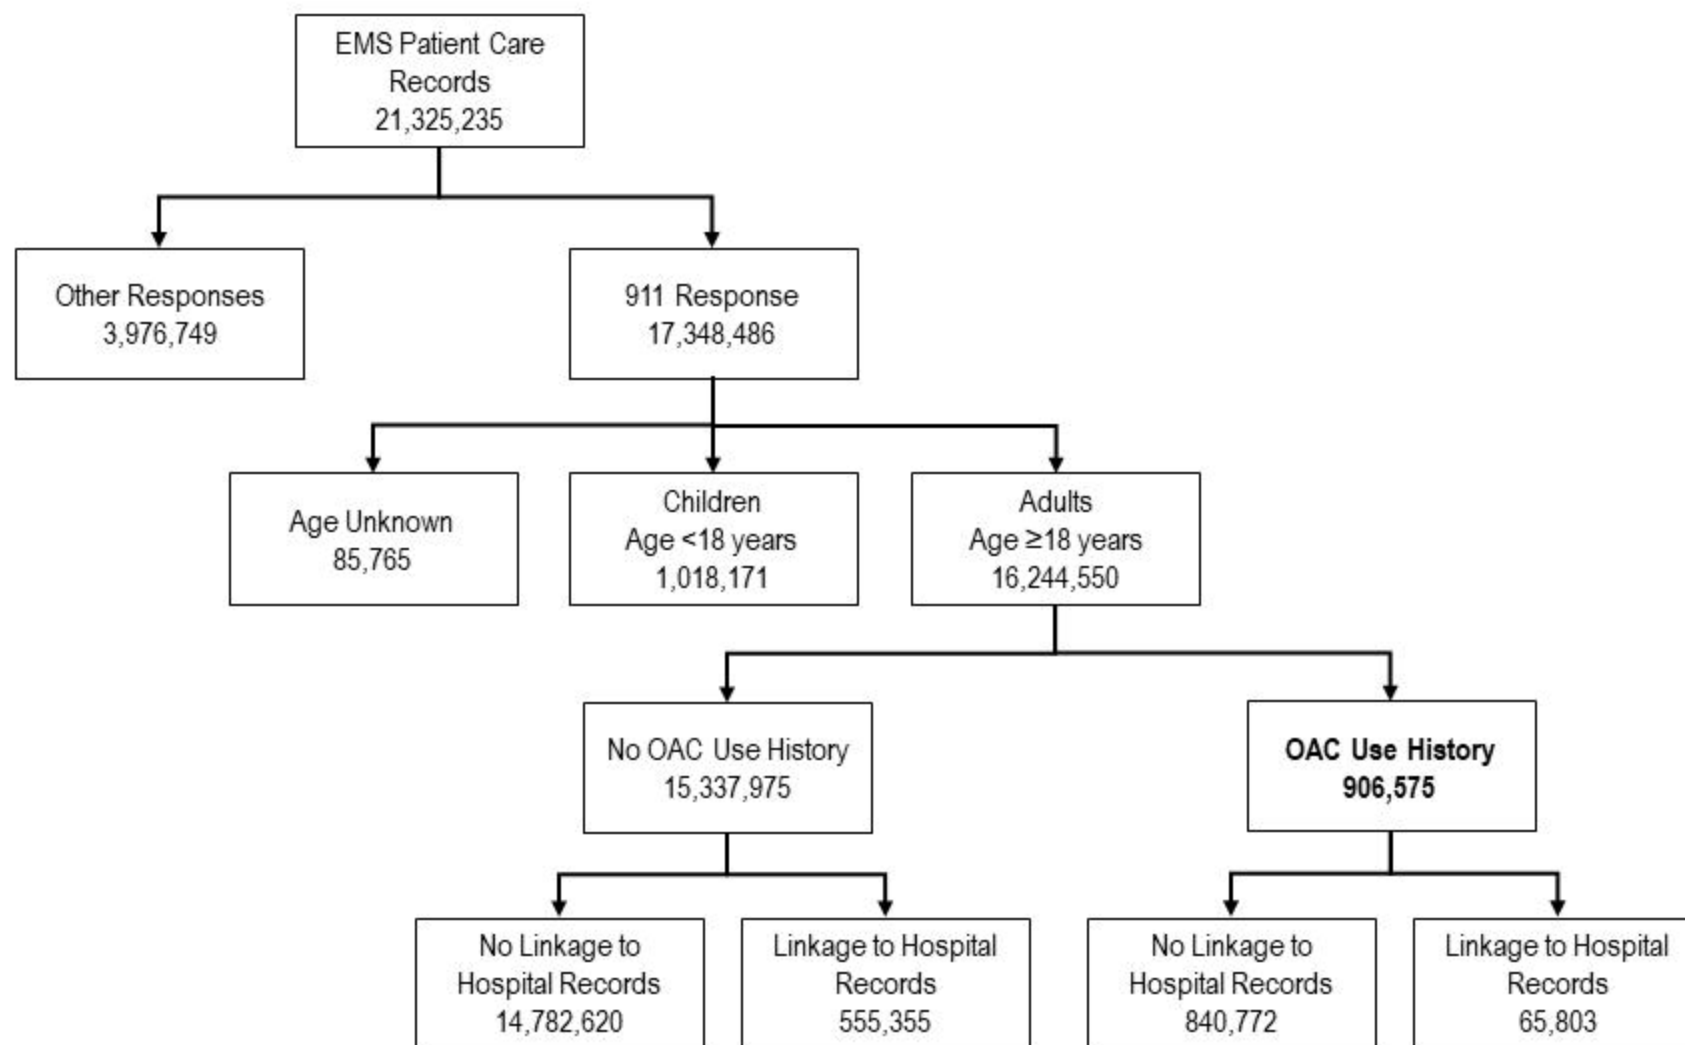 EMS Patient Care
Records
21,325,235
Other Responses
3,976,749
911 Response
17,348,486
Age Unknown
85,765
Children
Age <18 years
1,018,171
Adults
Age ≥18 years
16,244,550
No OAC Use History
15,337,975
OAC Use History
906,575
No Linkage to
Hospital Records
14,782,620
Linkage to Hospital
Records
555,355
No Linkage to
Hospital Records
840,772
Linkage to Hospital
Records
65,803